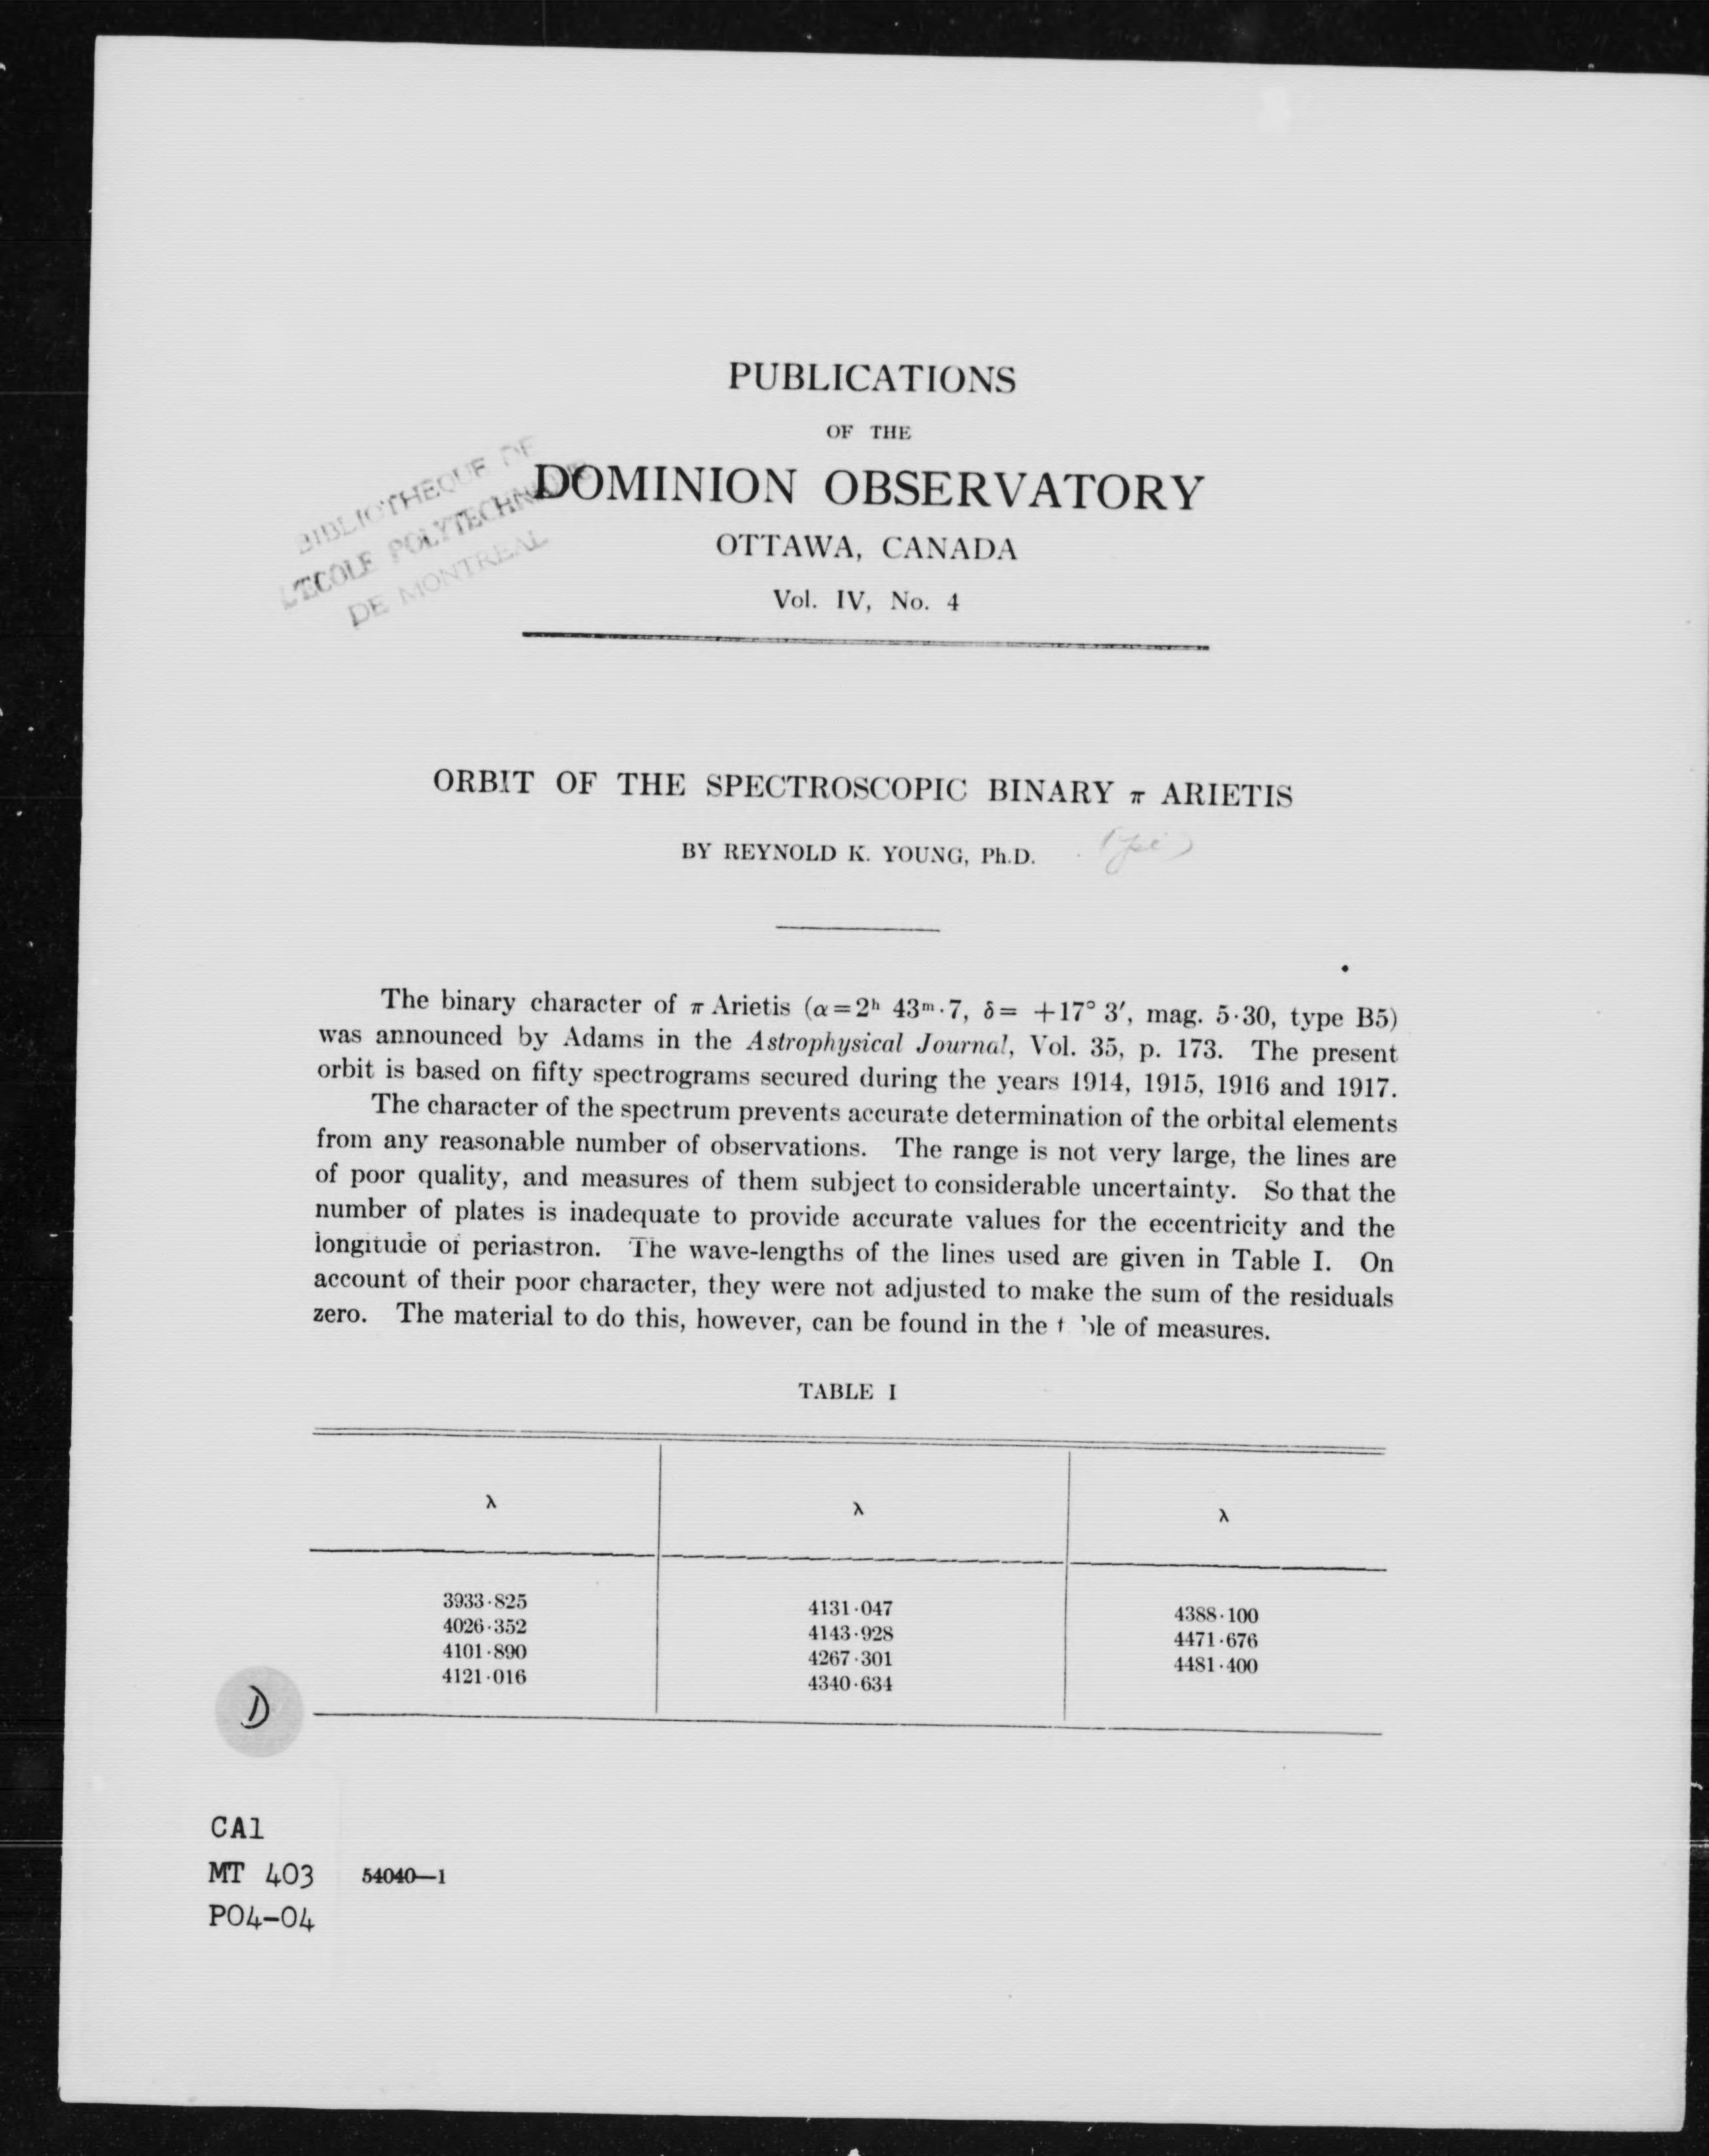 PUBLICATIONS
OF THE
DOMINION OBSERVATORY
OTTAWA, CANADA
Vol. IV, No. 4
BIBLIOTHEQUE DE
L'ECOLE POLYTECHNIQUE
DE MONTREAL
ORBIT OF THE SPECTROSCOPIC BINARY π ARIETIS
BY REYNOLD K. YOUNG, Ph.D.
The binary character of π Arietis (α=2ʰ 43ᵐ·7, δ= +17° 3′, mag. 5·30, type B5)
was announced by Adams in the Astrophysical Journal, Vol. 35, p. 173. The present
orbit is based on fifty spectrograms secured during the years 1914, 1915, 1916 and 1917.
The character of the spectrum prevents accurate determination of the orbital elements
from any reasonable number of observations. The range is not very large, the lines are
of poor quality, and measures of them subject to considerable uncertainty. So that the
number of plates is inadequate to provide accurate values for the eccentricity and the
longitude of periastron. The wave-lengths of the lines used are given in Table I. On
account of their poor character, they were not adjusted to make the sum of the residuals
zero. The material to do this, however, can be found in the t ble of measures.
TABLE I
λ λ λ
3933·825 4131·047 4388·100
4026·352 4143·928 4471·676
4101·890 4267·301 4481·400
4121·016 4340·634
D
CA1
MT 403 54040—1
PO4-04